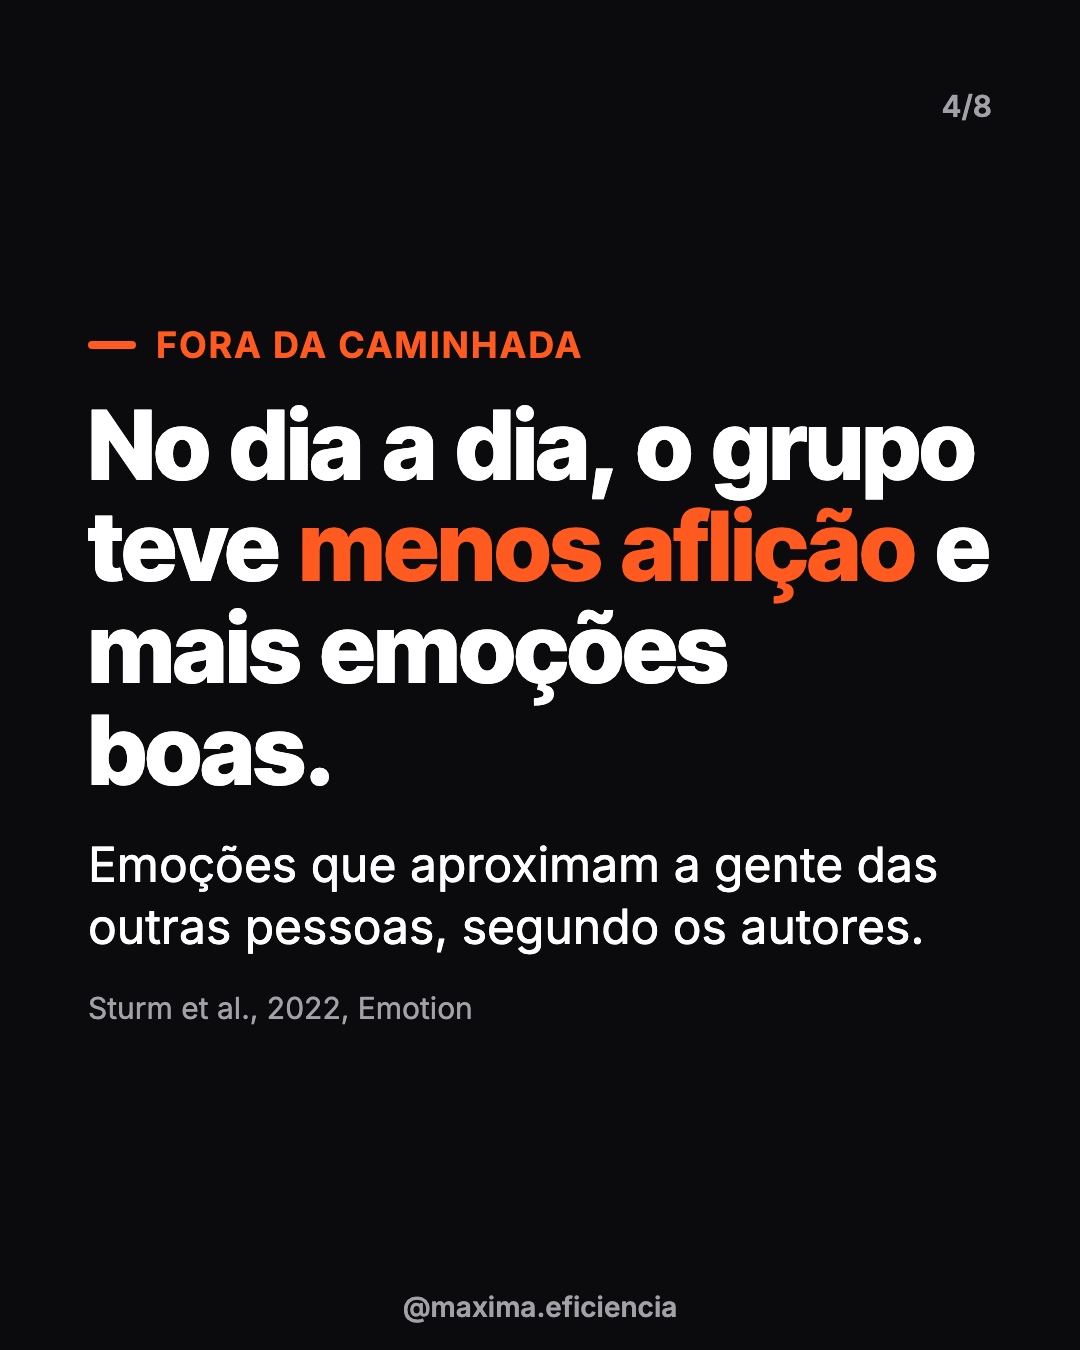 4/8
FORA DA CAMINHADA
No dia a dia, o grupo
teve menos aflição e
mais emoções
boas.
Emoções que aproximam a gente das
outras pessoas, segundo os autores.
Sturm et al., 2022, Emotion
@maxima.eficiencia